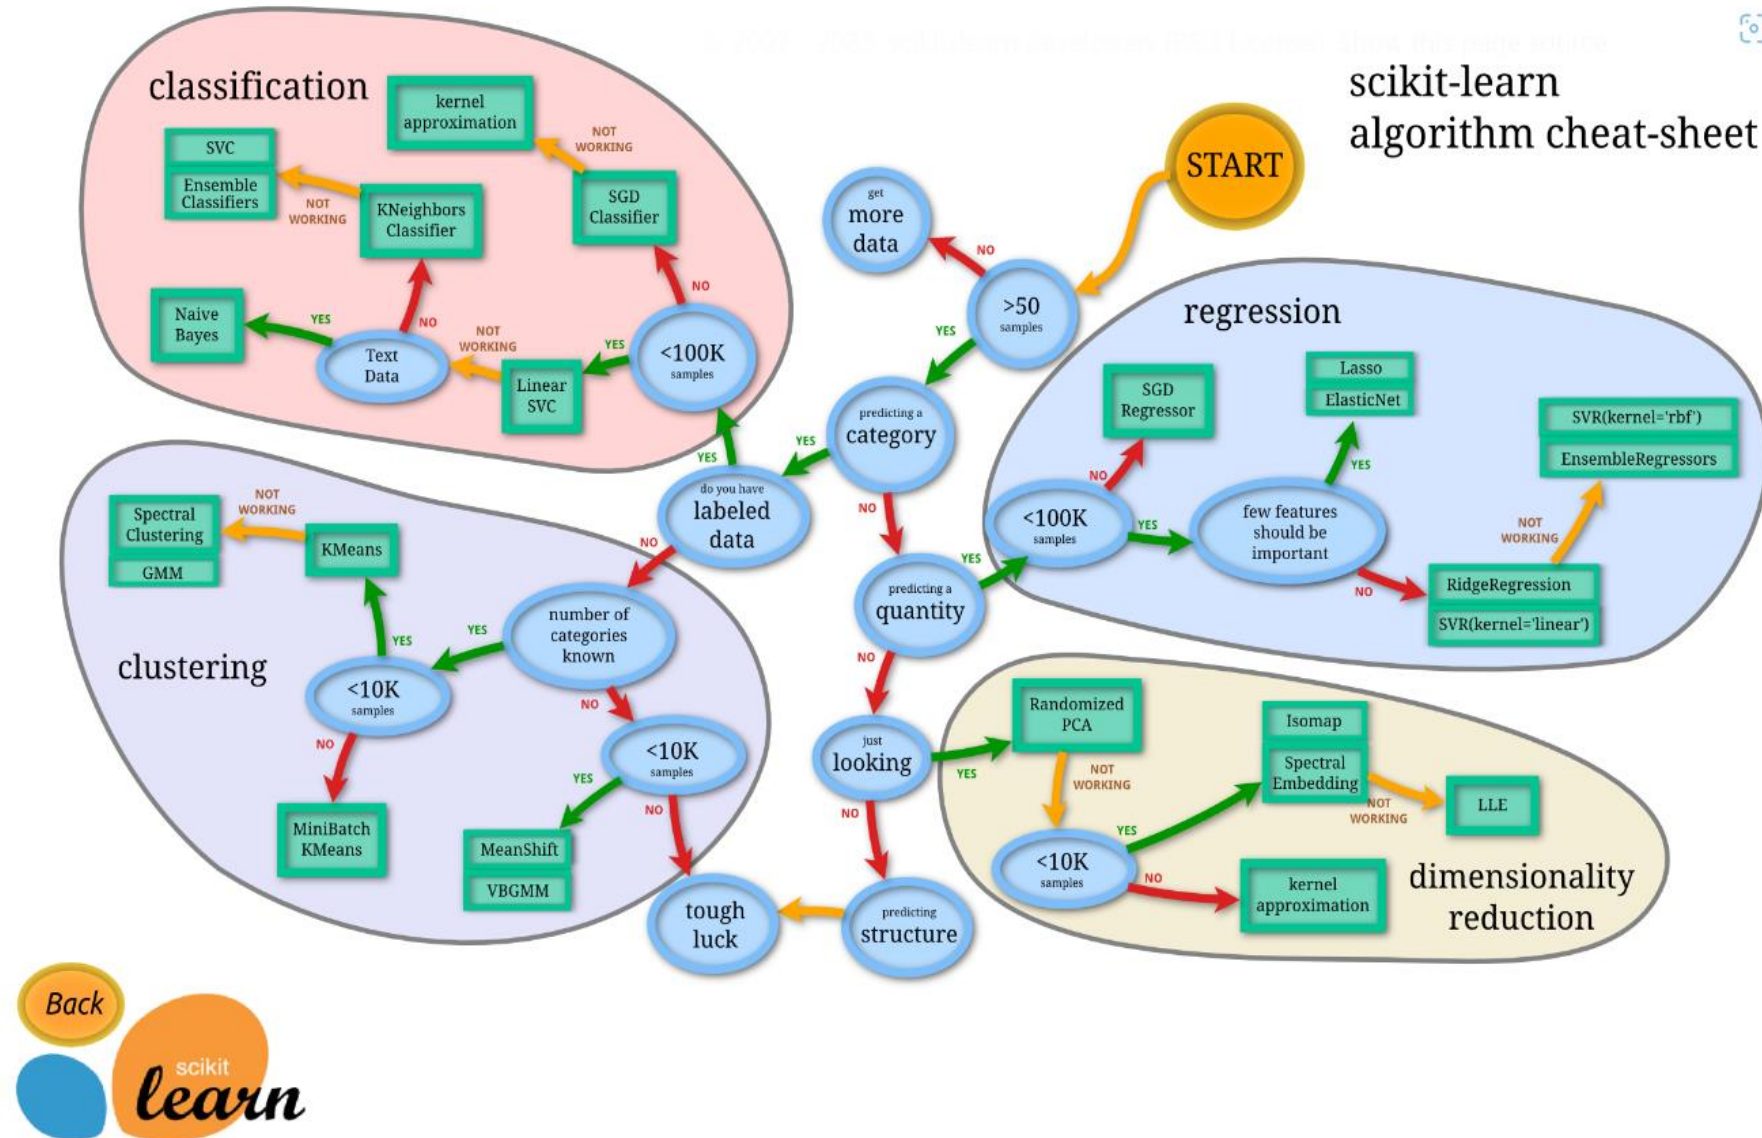 scikit-learn
algorithm cheat-sheet
START
classification
kernel
approximation
NOT
WORKING
SVC
Ensemble
Classifiers
NOT
WORKING
KNeighbors
Classifier
SGD
Classifier
NO
Naive
Bayes
YES
Text
Data
NO
NOT
WORKING
Linear
SVC
YES
<100K
samples
get
more
data
NO
>50
samples
YES
predicting a
category
YES
do you have
labeled
data
YES
NO
NO
predicting a
quantity
YES
NO
just
looking
YES
NO
predicting
structure
tough
luck
regression
SGD
Regressor
Lasso
ElasticNet
SVR(kernel='rbf')
EnsembleRegressors
NO
YES
<100K
samples
YES
few features
should be
important
NOT
WORKING
NO
RidgeRegression
SVR(kernel='linear')
clustering
Spectral
Clustering
GMM
NOT
WORKING
KMeans
number of
categories
known
YES
YES
<10K
samples
NO
NO
<10K
samples
YES
NO
MiniBatch
KMeans
MeanShift
VBGMM
Randomized
PCA
NOT
WORKING
Isomap
Spectral
Embedding
NOT
WORKING
LLE
YES
<10K
samples
NO
kernel
approximation
dimensionality
reduction
Back
scikit
learn